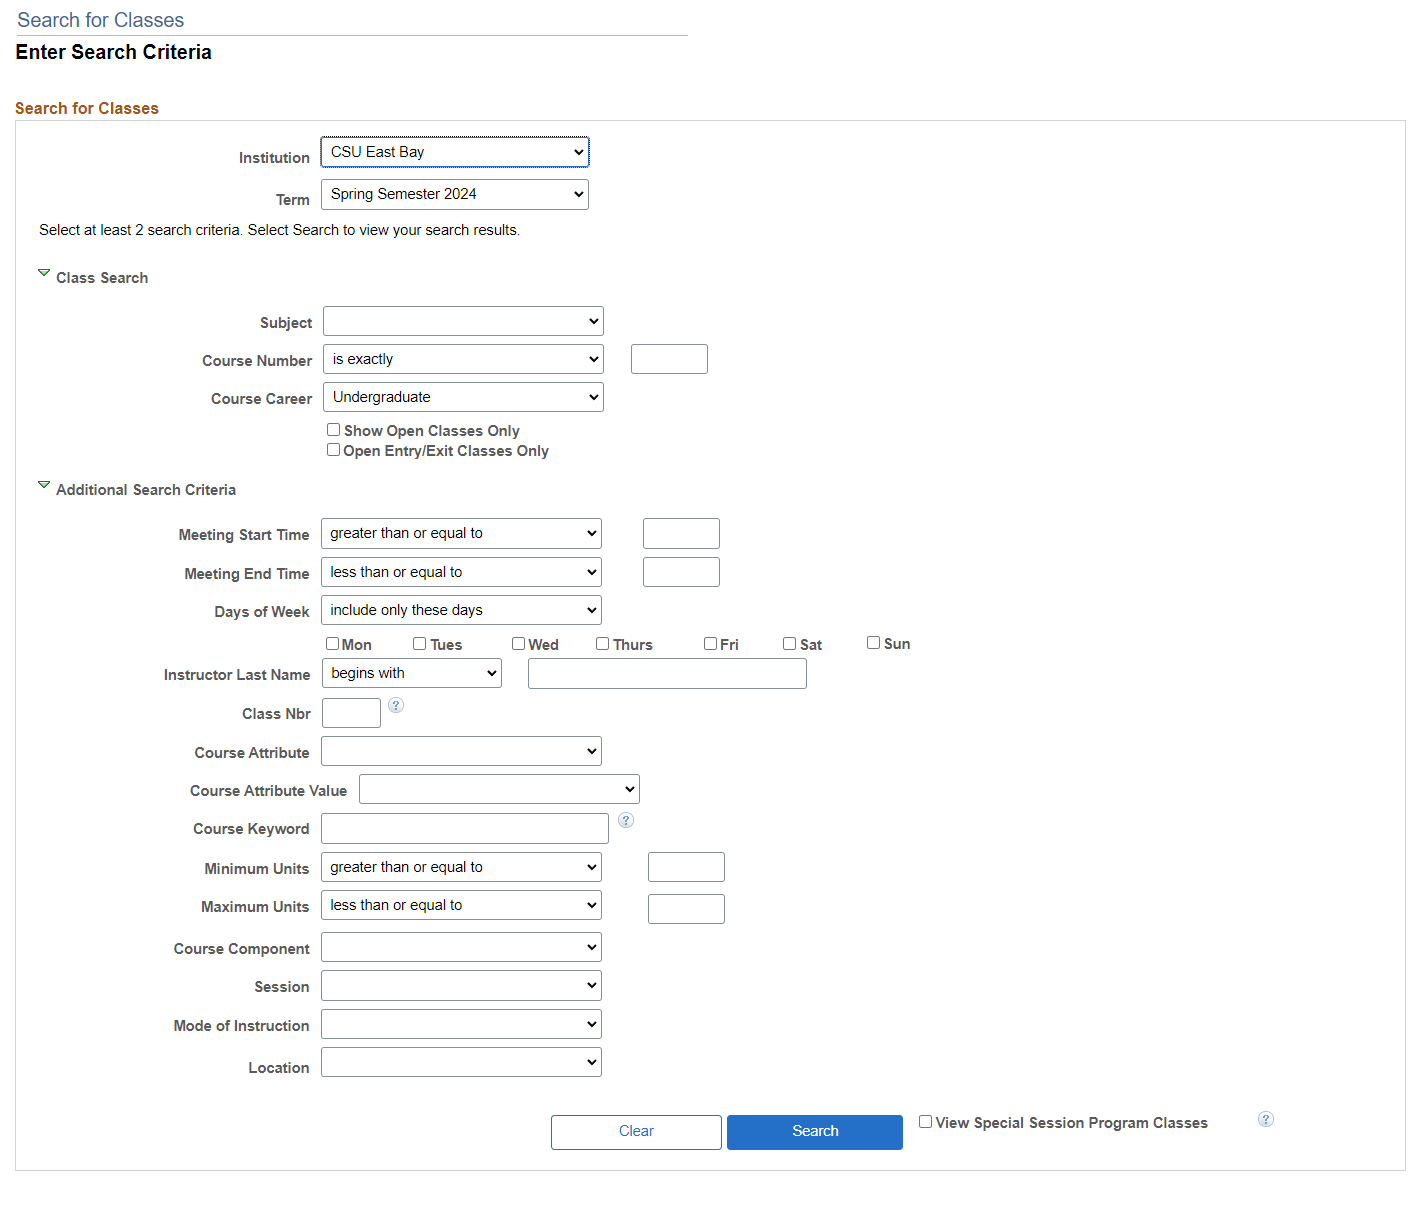 Search for Classes
Enter Search Criteria
Search for Classes
Institution CSU East Bay
Term Spring Semester 2024
Select at least 2 search criteria. Select Search to view your search results.
Class Search
Subject
Course Number is exactly
Course Career Undergraduate
Show Open Classes Only
Open Entry/Exit Classes Only
Additional Search Criteria
Meeting Start Time greater than or equal to
Meeting End Time less than or equal to
Days of Week include only these days
Mon Tues Wed Thurs Fri Sat Sun
Instructor Last Name begins with
Class Nbr ?
Course Attribute
Course Attribute Value
Course Keyword ?
Minimum Units greater than or equal to
Maximum Units less than or equal to
Course Component
Session
Mode of Instruction
Location
Clear Search View Special Session Program Classes ?